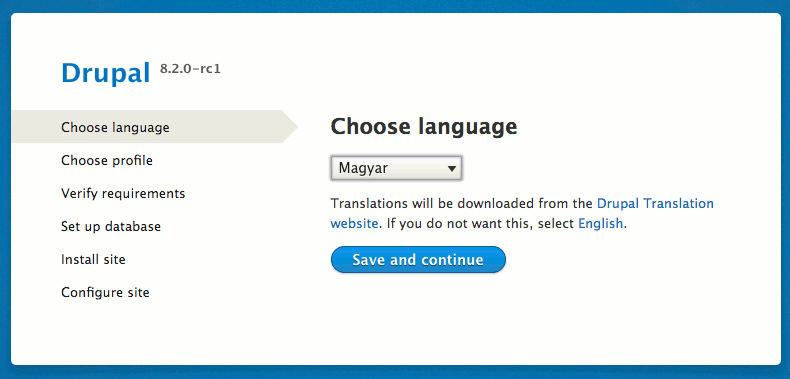 Drupal 8.2.0-rc1
Choose language
Choose profile
Verify requirements
Set up database
Install site
Configure site
Choose language
Magyar
Translations will be downloaded from the Drupal Translation
website. If you do not want this, select English.
Save and continue